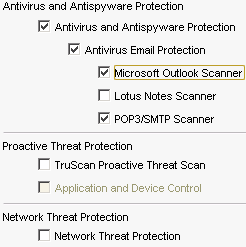 Antivirus and Antispyware Protection
Antivirus and Antispyware Protection
Antivirus Email Protection
Microsoft Outlook Scanner
Lotus Notes Scanner
POP3/SMTP Scanner
Proactive Threat Protection
TruScan Proactive Threat Scan
Application and Device Control
Network Threat Protection
Network Threat Protection